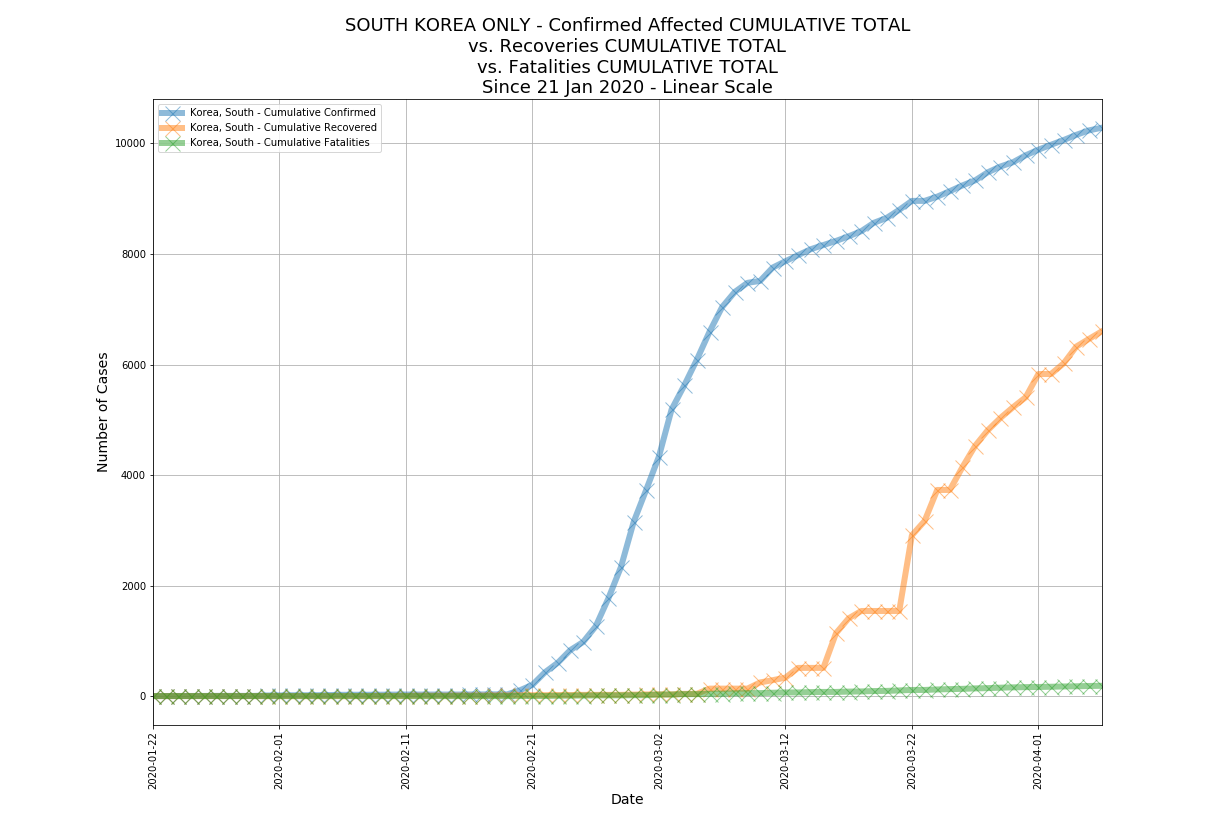 SOUTH KOREA ONLY - Confirmed Affected CUMULATIVE TOTAL
vs. Recoveries CUMULATIVE TOTAL
vs. Fatalities CUMULATIVE TOTAL
Since 21 Jan 2020 - Linear Scale
Korea, South - Cumulative Confirmed
Korea, South - Cumulative Recovered
Korea, South - Cumulative Fatalities
Number of Cases
10000
8000
6000
4000
2000
0
2020-01-22
2020-02-01
2020-02-11
2020-02-21
2020-03-02
2020-03-12
2020-03-22
2020-04-01
Date